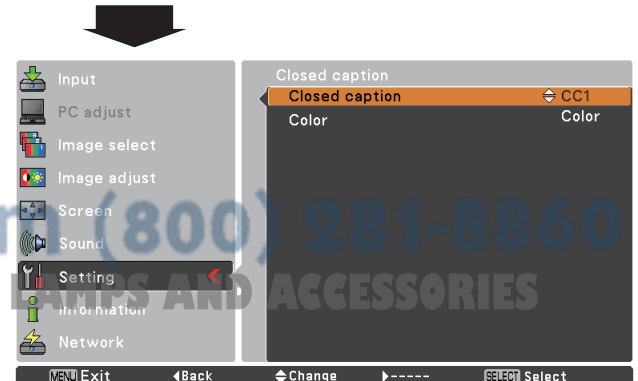 Input
PC adjust
Image select
Image adjust
Screen
Sound
Setting
Information
Network
Closed caption
Closed caption CC1
Color Color
m (800) 281-8860
LAMPS AND ACCESSORIES
MENU Exit Back Change ----- SELECT Select